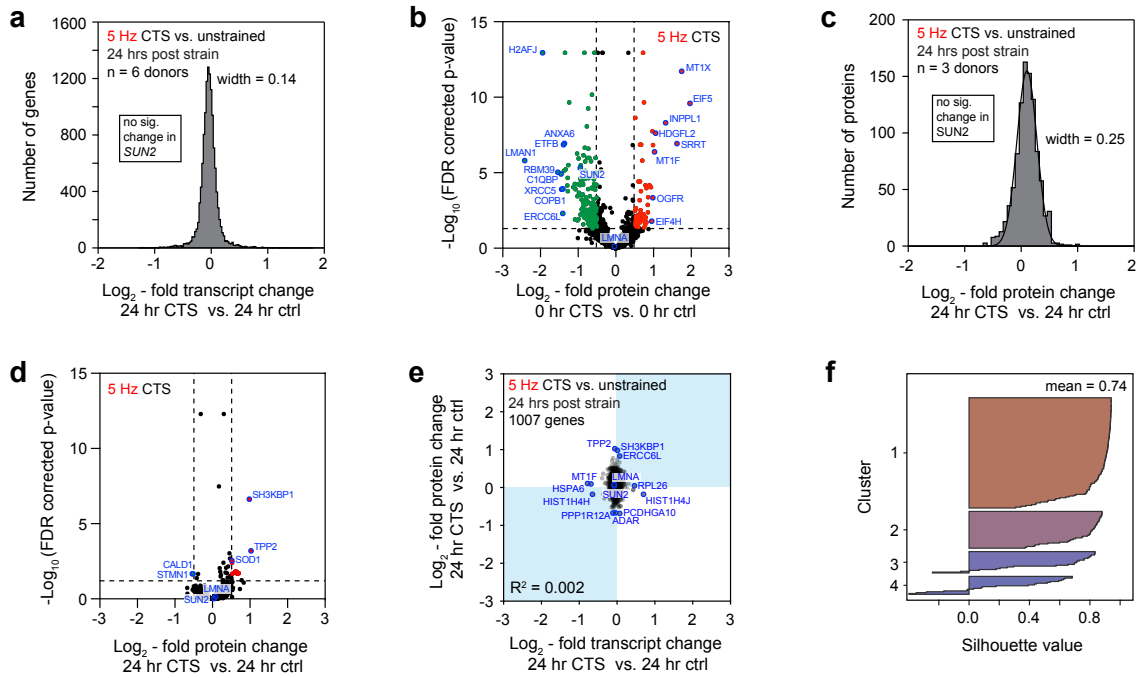 a
1600
1300
1000
700
400
0
Number of genes
5 Hz CTS vs. unstrained
24 hrs post strain
n = 6 donors
width = 0.14
no sig.
change in
SUN2
-2
-1
0
1
2
Log2 - fold transcript change
24 hr CTS vs. 24 hr ctrl
b
15
10
5
0
-Log10 (FDR corrected p-value)
5 Hz CTS
H2AFJ
MT1X
EIF5
INPPL1
HDGFL2
SRRT
MT1F
ANXA6
ETFB
LMAN1
RBM39
C1QBP
XRCC5
COPB1
ERCC6L
SUN2
OGFR
EIF4H
LMNA
-3
-2
-1
0
1
2
3
Log2 - fold protein change
0 hr CTS vs. 0 hr ctrl
c
200
150
100
50
0
Number of proteins
5 Hz CTS vs. unstrained
24 hrs post strain
n = 3 donors
no sig.
change in
SUN2
width = 0.25
-2
-1
0
1
2
Log2 - fold protein change
24 hr CTS vs. 24 hr ctrl
d
15
10
5
0
-Log10 (FDR corrected p-value)
5 Hz CTS
SH3KBP1
TPP2
SOD1
CALD1
STMN1
LMNA
SUN2
-3
-2
-1
0
1
2
3
Log2 - fold protein change
24 hr CTS vs. 24 hr ctrl
e
3
2
1
0
-1
-2
-3
Log2 - fold protein change
24 hr CTS vs. 24 hr ctrl
5 Hz CTS vs. unstrained
24 hrs post strain
1007 genes
TPP2
SH3KBP1
ERCC6L
MT1F
LMNA
HSPA6
SUN2
RPL26
HIST1H4H
HIST1H4J
PPP1R12A
PCDHGA10
ADAR
R2 = 0.002
-3
-2
-1
0
1
2
3
Log2 - fold transcript change
24 hr CTS vs. 24 hr ctrl
f
mean = 0.74
Cluster
1
2
3
4
0.0
0.4
0.8
Silhouette value